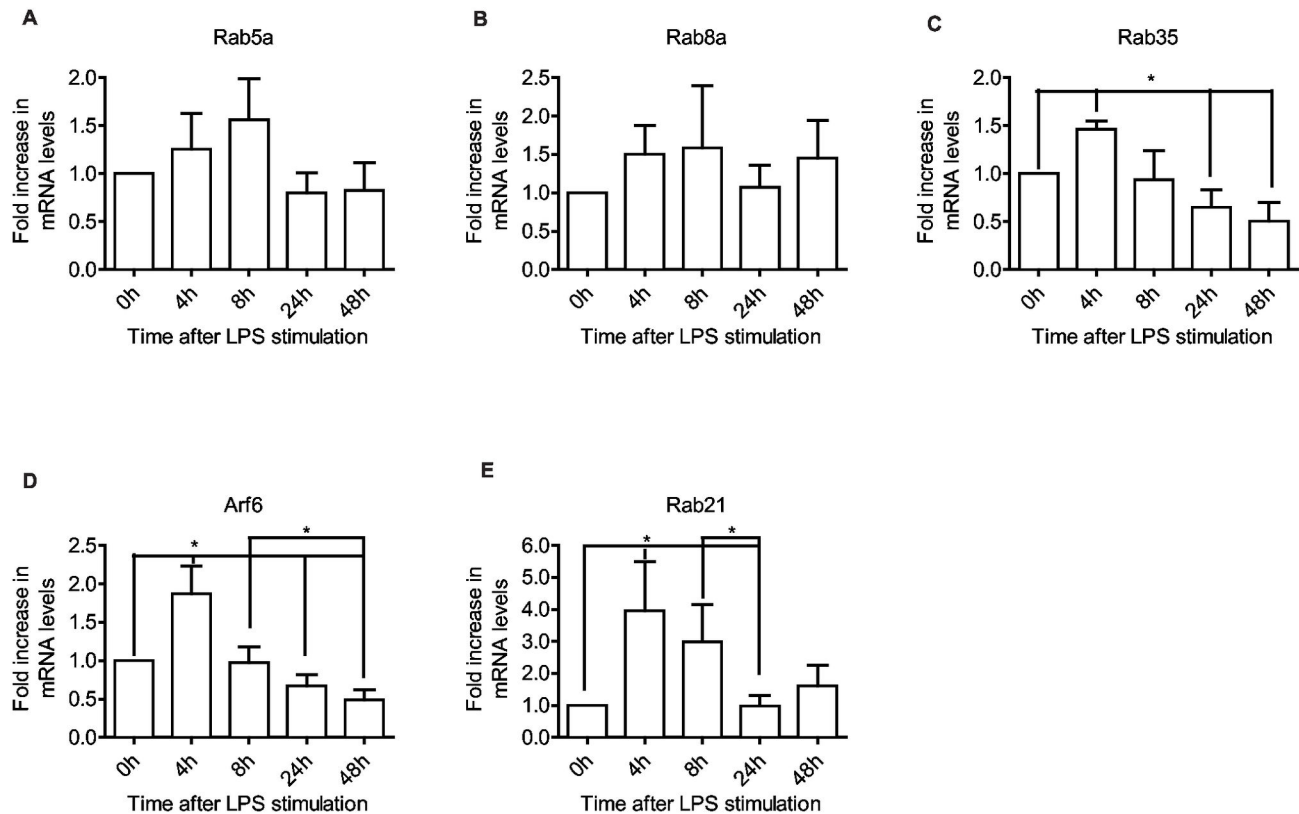 A
Rab5a
Fold increase in
mRNA levels
2.0
1.5
1.0
0.5
0.0
0h
4h
8h
24h
48h
Time after LPS stimulation
B
Rab8a
Fold increase in
mRNA levels
2.5
2.0
1.5
1.0
0.5
0.0
0h
4h
8h
24h
48h
Time after LPS stimulation
C
Rab35
Fold increase in
mRNA levels
2.0
1.5
1.0
0.5
0.0
*
0h
4h
8h
24h
48h
Time after LPS stimulation
D
Arf6
Fold increase in
mRNA levels
2.5
2.0
1.5
1.0
0.5
0.0
*
*
0h
4h
8h
24h
48h
Time after LPS stimulation
E
Rab21
Fold increase in
mRNA levels
6.0
5.0
4.0
3.0
2.0
1.0
0.0
*
*
0h
4h
8h
24h
48h
Time after LPS stimulation